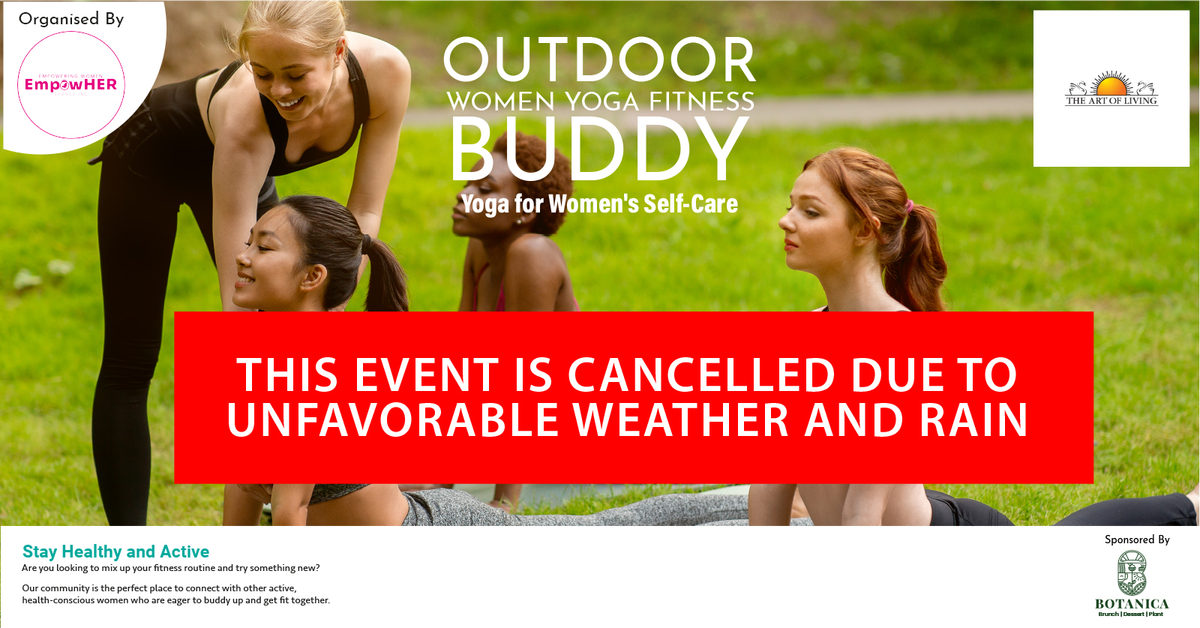 Organised By
EMPOWERING WOMEN
EmpowHER
OUTDOOR
WOMEN YOGA FITNESS
BUDDY
Yoga for Women's Self-Care
THE ART OF LIVING
THIS EVENT IS CANCELLED DUE TO
UNFAVORABLE WEATHER AND RAIN
Stay Healthy and Active
Are you looking to mix up your fitness routine and try something new?
Our community is the perfect place to connect with other active,
health-conscious women who are eager to buddy up and get fit together.
Sponsored By
BOTANICA
Brunch | Dessert | Plant